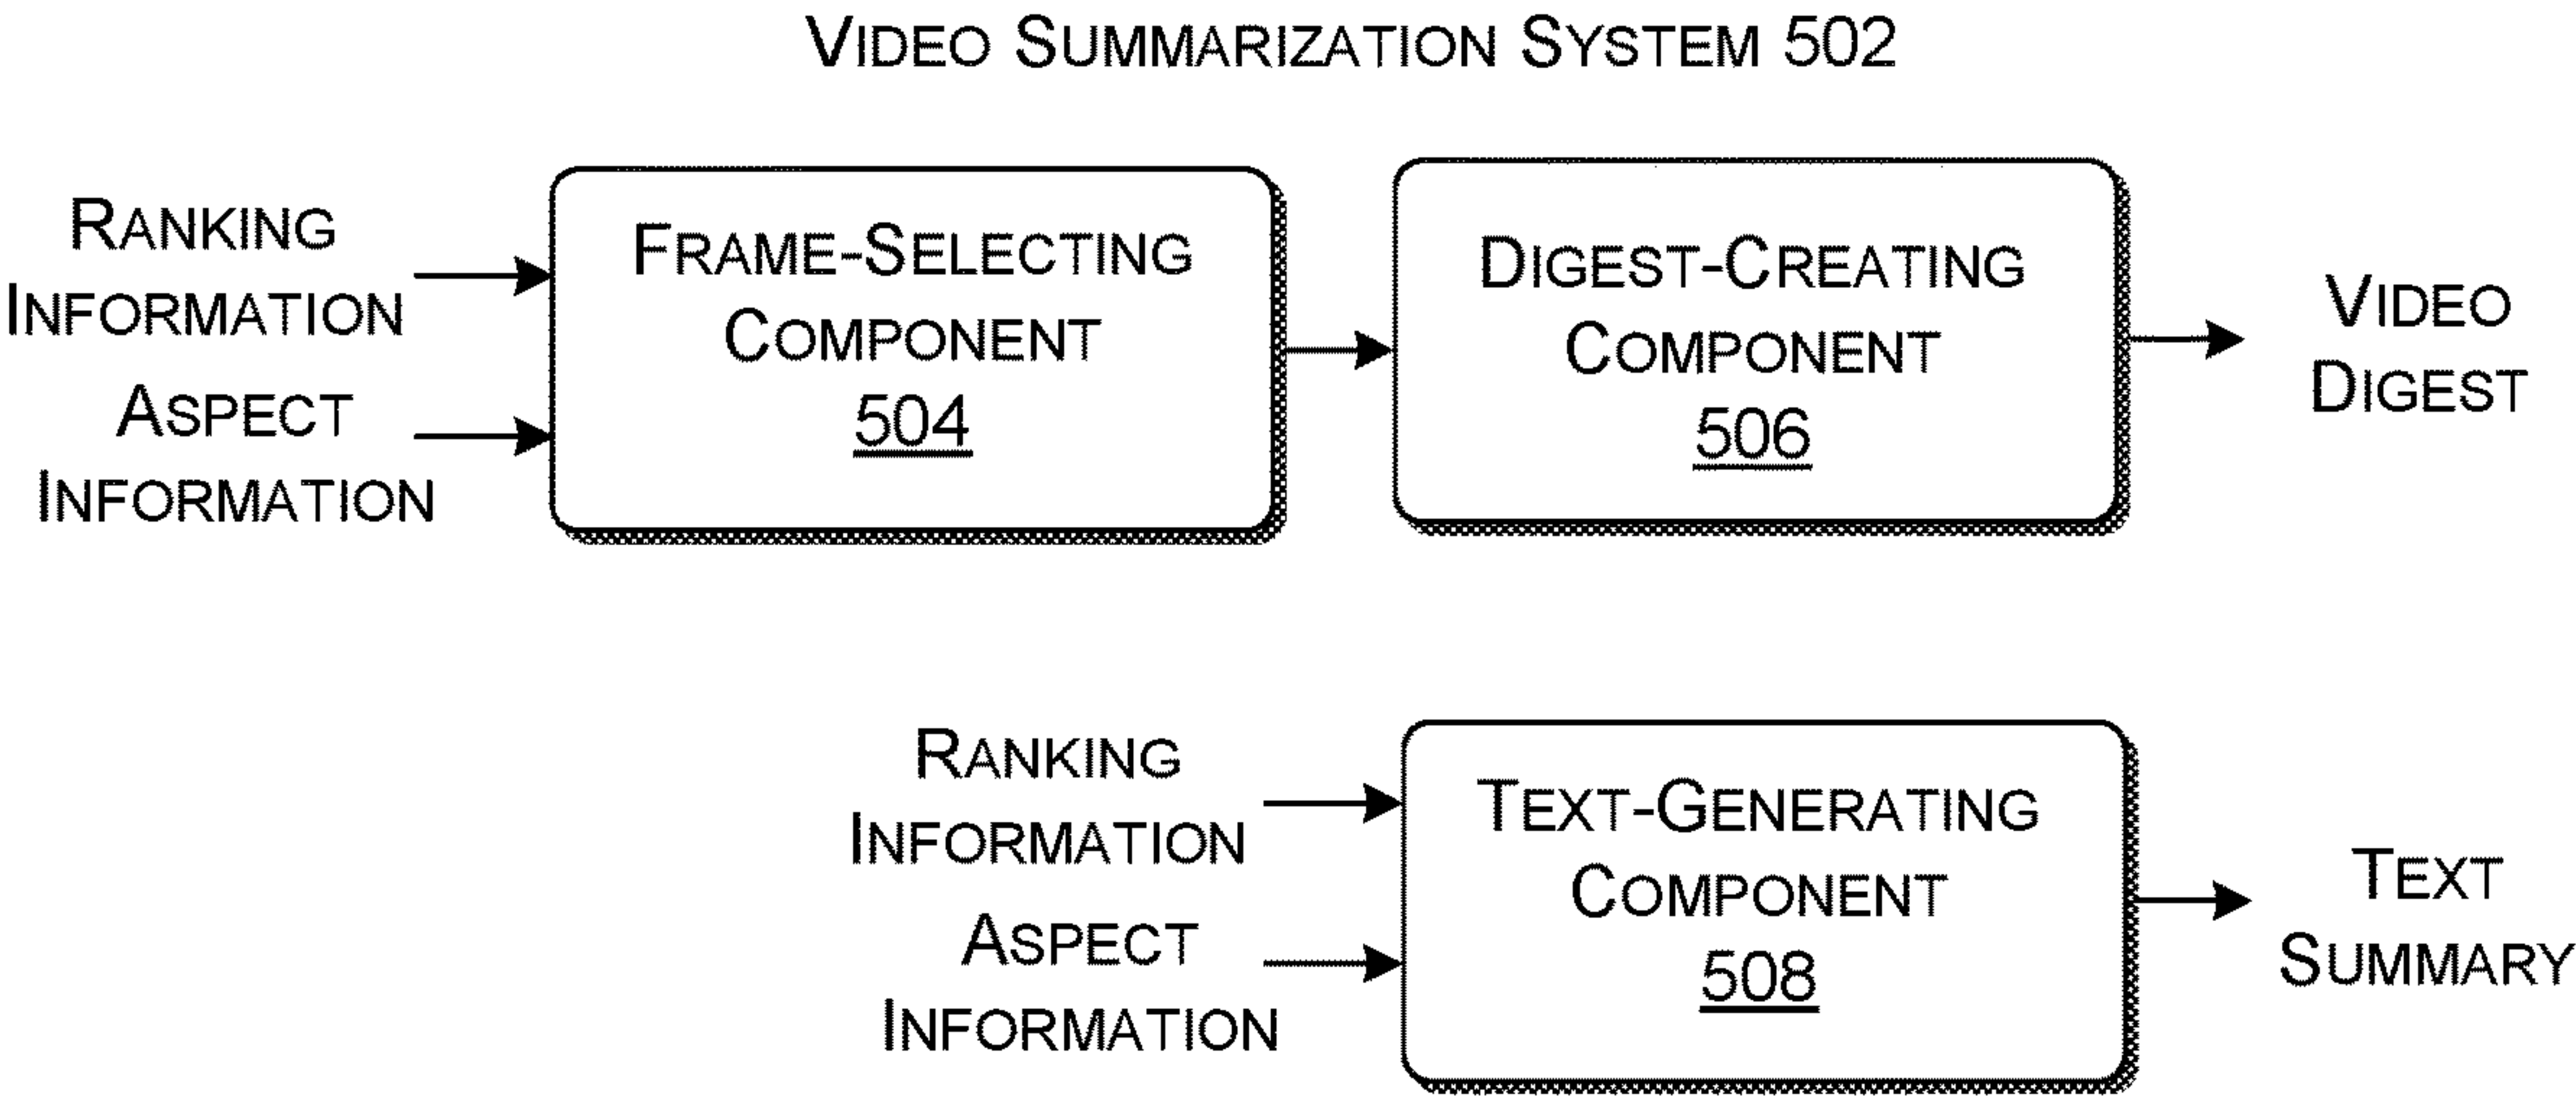 VIDEO SUMMARIZATION SYSTEM 502
RANKING
INFORMATION
ASPECT
INFORMATION
FRAME-SELECTING
COMPONENT
504
DIGEST-CREATING
COMPONENT
506
VIDEO
DIGEST
RANKING
INFORMATION
ASPECT
INFORMATION
TEXT-GENERATING
COMPONENT
508
TEXT
SUMMARY